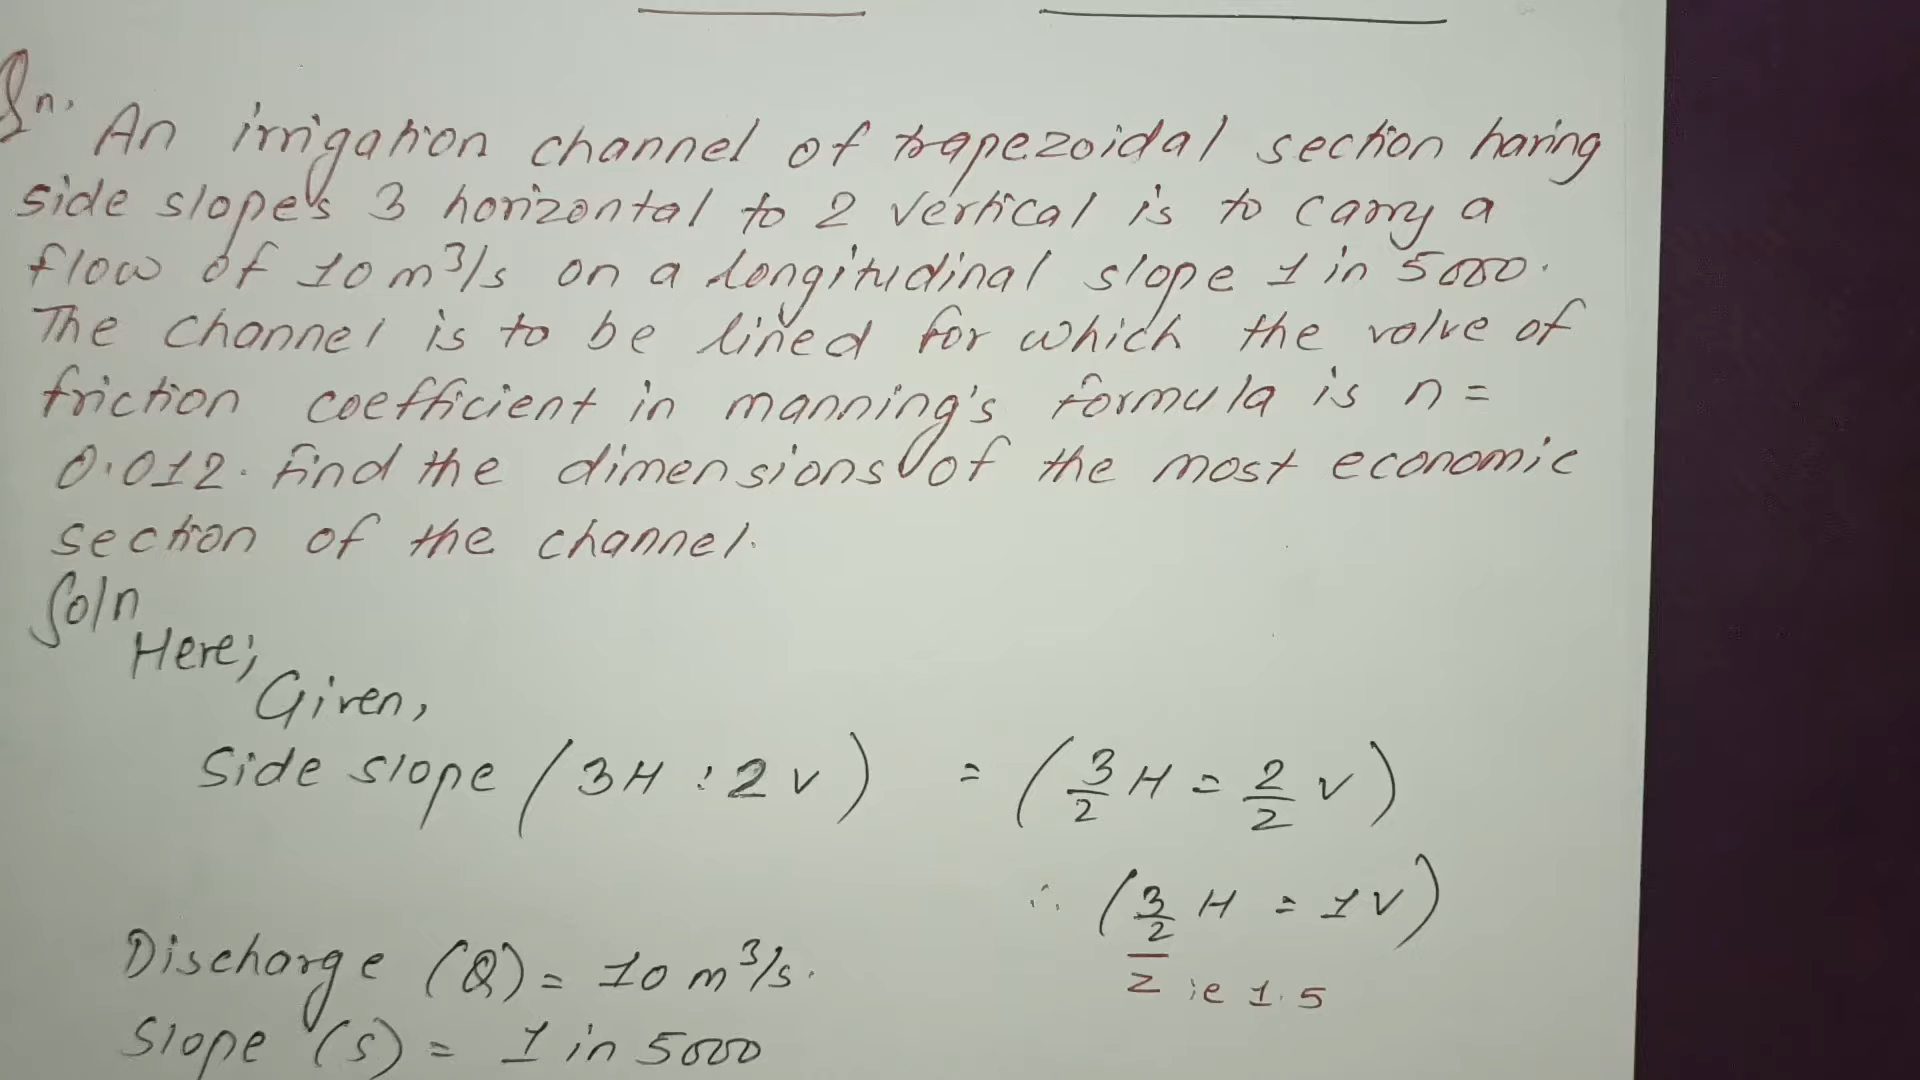 Qn. An irrigation channel of trapezoidal section having
side slopes 3 horizontal to 2 vertical is to carry a
flow of 10 m³/s on a longitudinal slope 1 in 5000.
The channel is to be lined for which the value of
friction coefficient in manning's formula is n =
0.012. Find the dimensions of the most economic
section of the channel.
Soln
Here;
Given,
Side slope (3H : 2V) = (3/2 H = 2/2 V)
∴ (3/2 H = 1V)
z ie 1.5
Discharge (Q) = 10 m³/s.
Slope (S) = 1 in 5000